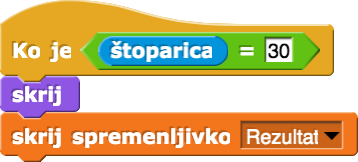 Ko je štoparica = 30
skrij
skrij spremenljivko Rezultat